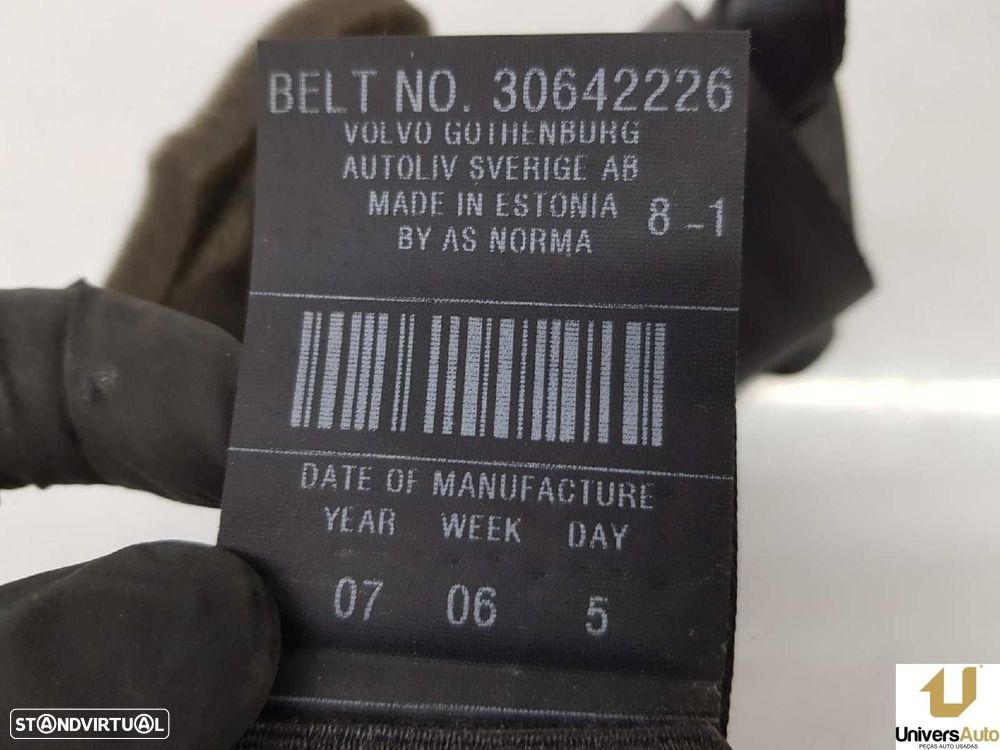 BELT NO. 30642226
VOLVO GOTHENBURG
AUTOLIV SVERIGE AB
MADE IN ESTONIA 8-1
BY AS NORMA
DATE OF MANUFACTURE
YEAR WEEK DAY
07 06 5
STANDVIRTUAL
UniversAuto
PEÇAS AUTO USADAS